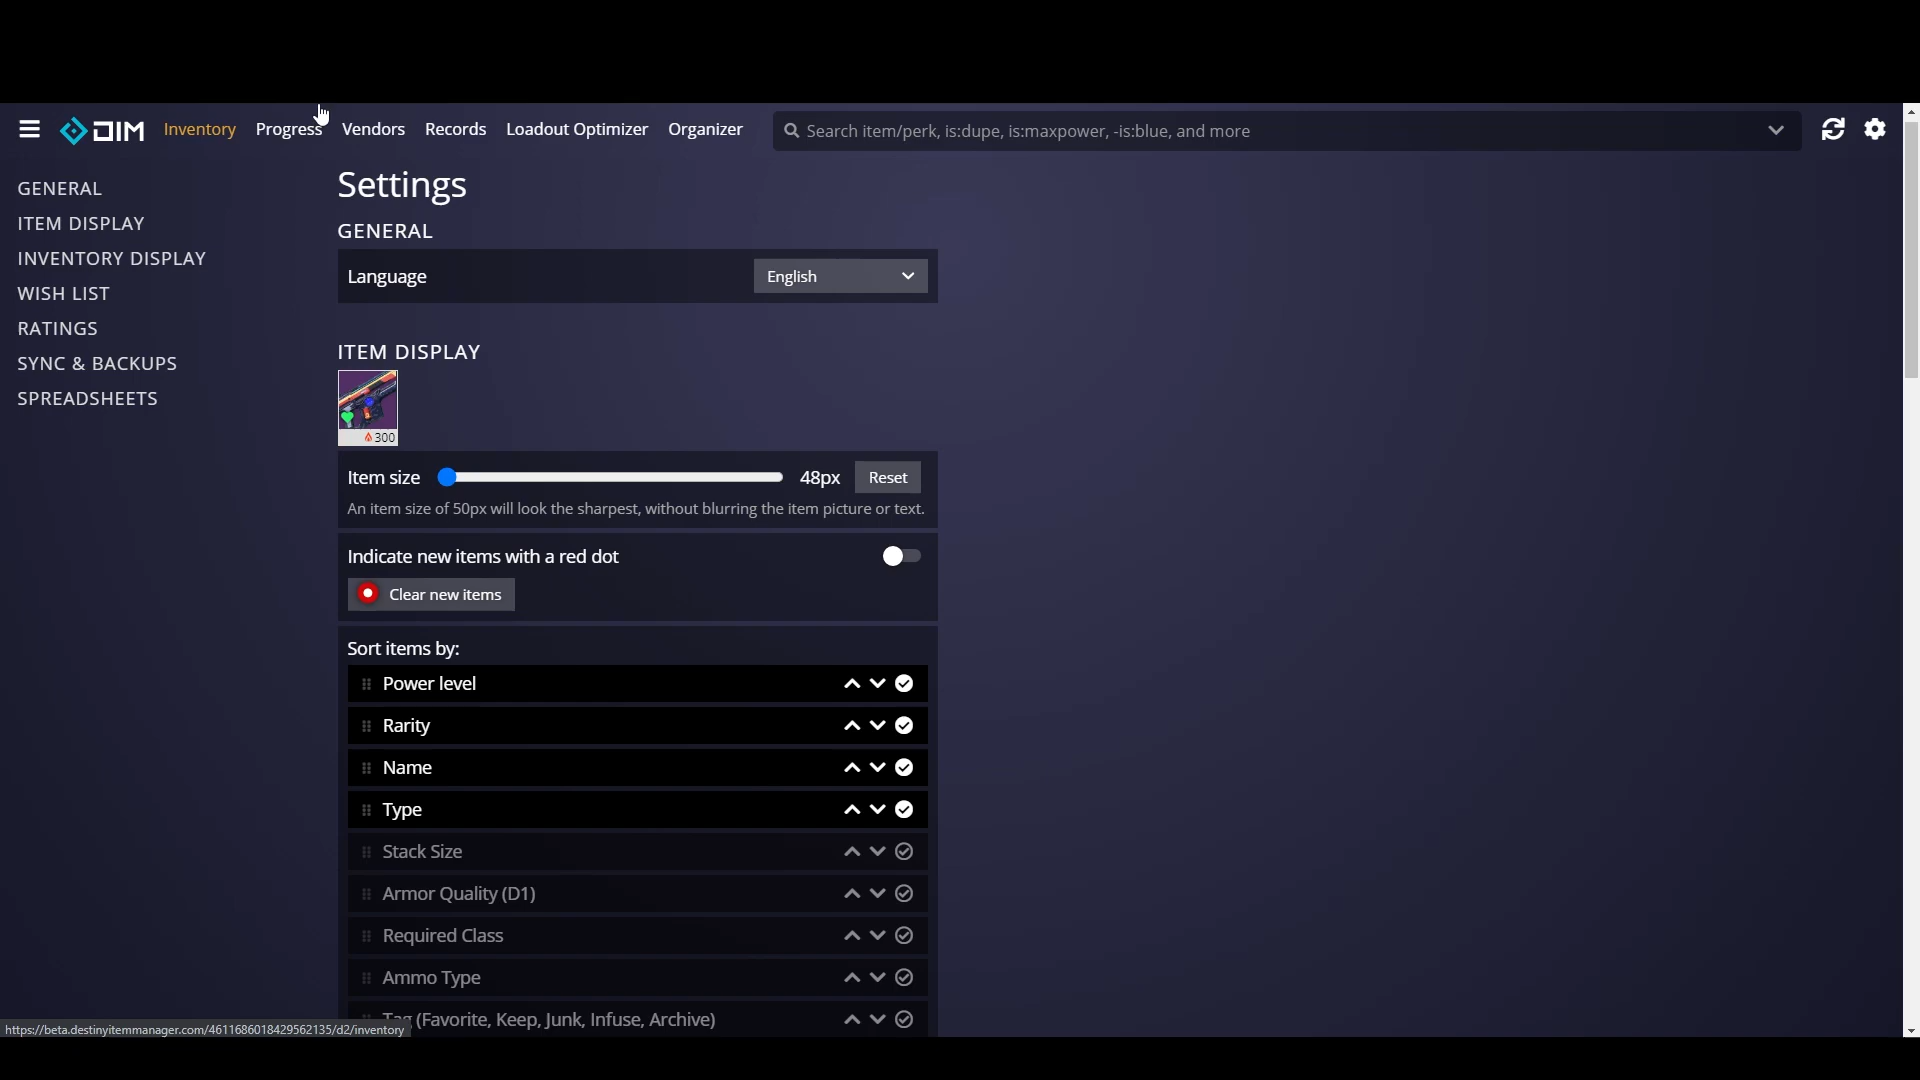 DIM Inventory Progress Vendors Records Loadout Optimizer Organizer Search item/perk, is:dupe, is:maxpower, -is:blue, and more
GENERAL
ITEM DISPLAY
INVENTORY DISPLAY
WISH LIST
RATINGS
SYNC & BACKUPS
SPREADSHEETS
Settings
GENERAL
Language English
ITEM DISPLAY
300
Item size 48px Reset
An item size of 50px will look the sharpest, without blurring the item picture or text.
Indicate new items with a red dot
Clear new items
Sort items by:
Power level
Rarity
Name
Type
Stack Size
Armor Quality (D1)
Required Class
Ammo Type
Tag (Favorite, Keep, Junk, Infuse, Archive)
https://beta.destinyitemmanager.com/4611686018429562135/d2/inventory